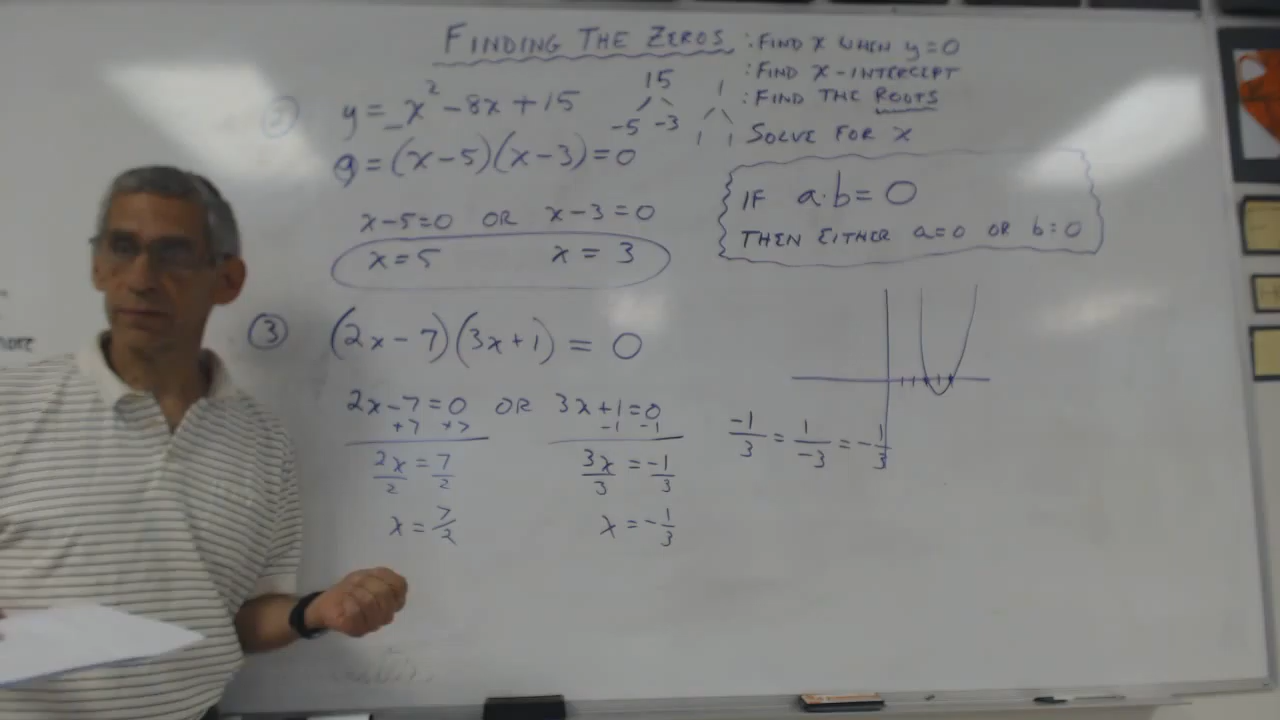 FINDING THE ZEROS
: FIND X WHEN y=0
: FIND X-INTERCEPT
: FIND THE ROOTS
SOLVE FOR X
y = x² - 8x + 15
15
-5 -3
1
1 1
y = (x-5)(x-3) = 0
x-5=0 OR x-3=0
x=5 x=3
IF a·b=0
THEN EITHER a=0 OR b=0
③ (2x-7)(3x+1) = 0
2x-7=0 OR 3x+1=0
+7 +7 -1 -1
2x/2 = 7/2 3x/3 = -1/3
x = 7/2 x = -1/3
-1/3 = 1/-3 = -1/3